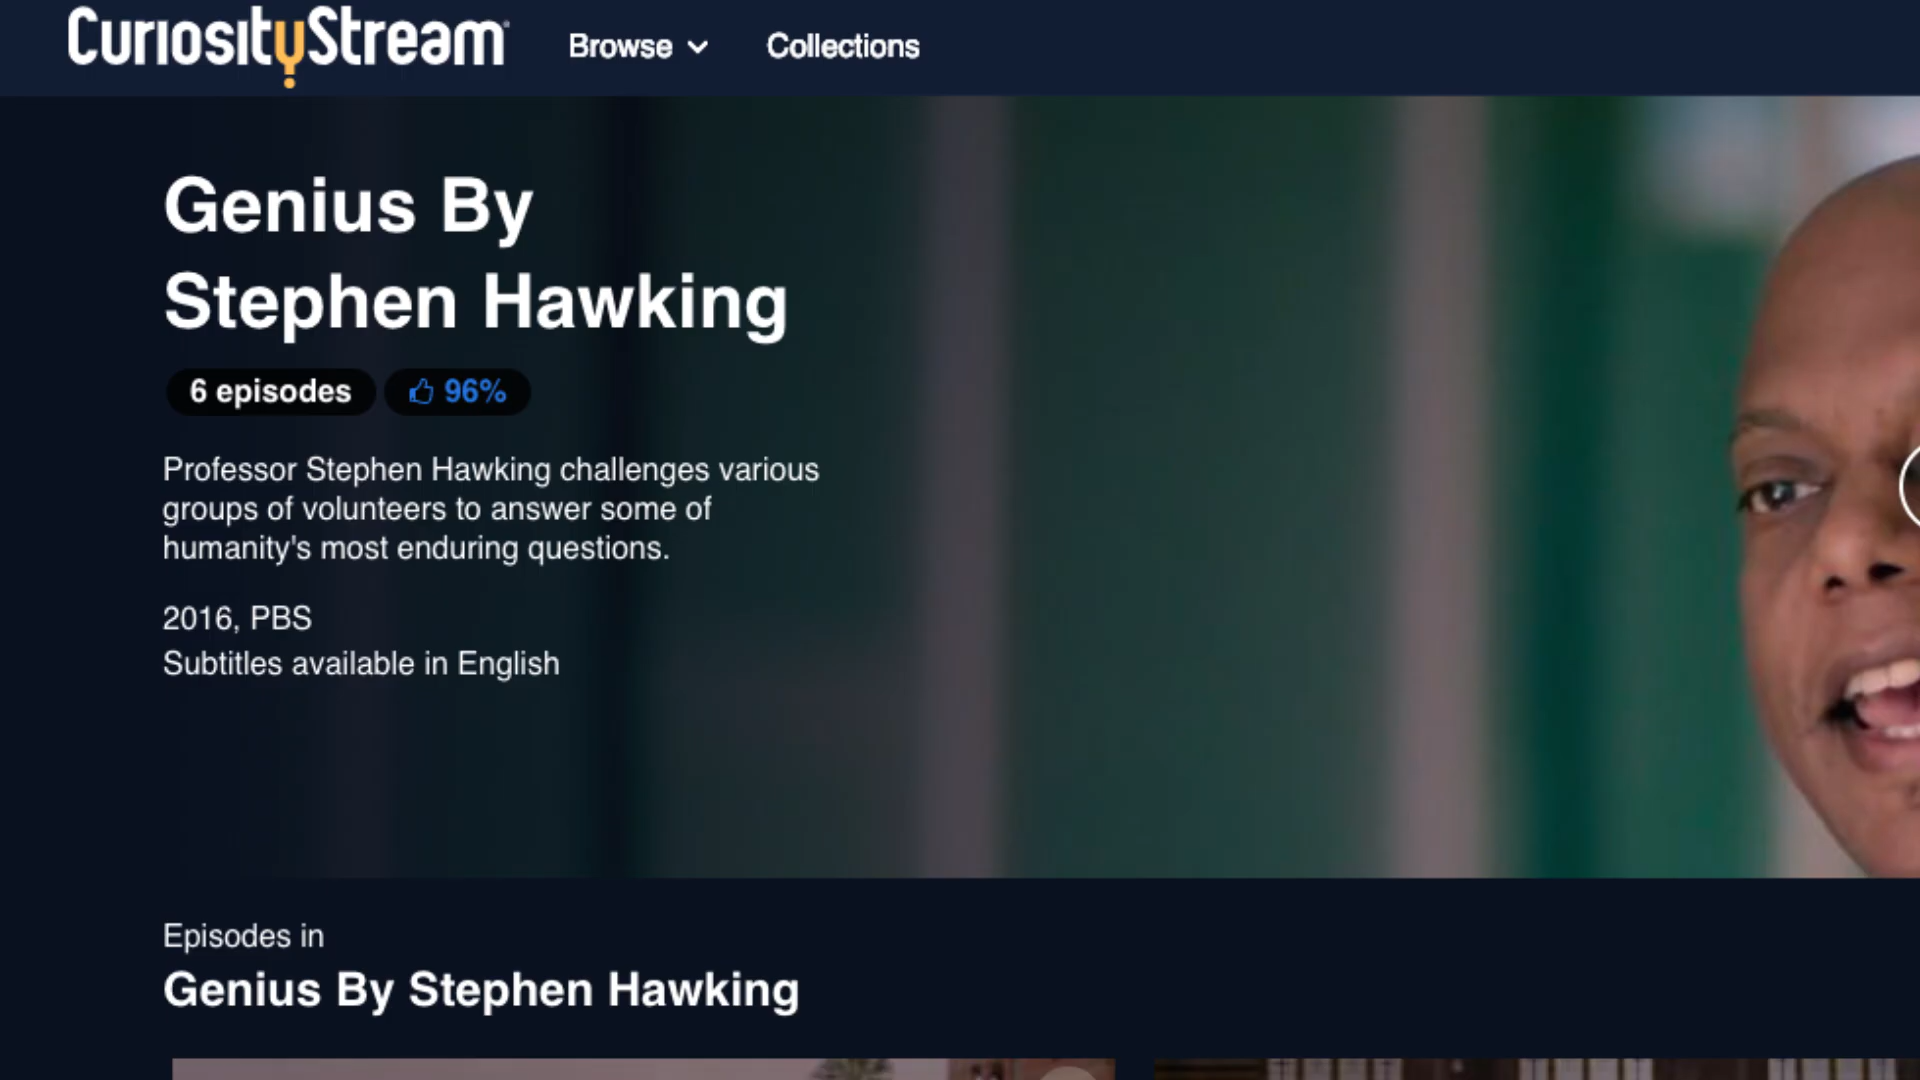 CuriosityStream
Browse
Collections
Genius By
Stephen Hawking
6 episodes
96%
Professor Stephen Hawking challenges various
groups of volunteers to answer some of
humanity's most enduring questions.
2016, PBS
Subtitles available in English
Episodes in
Genius By Stephen Hawking